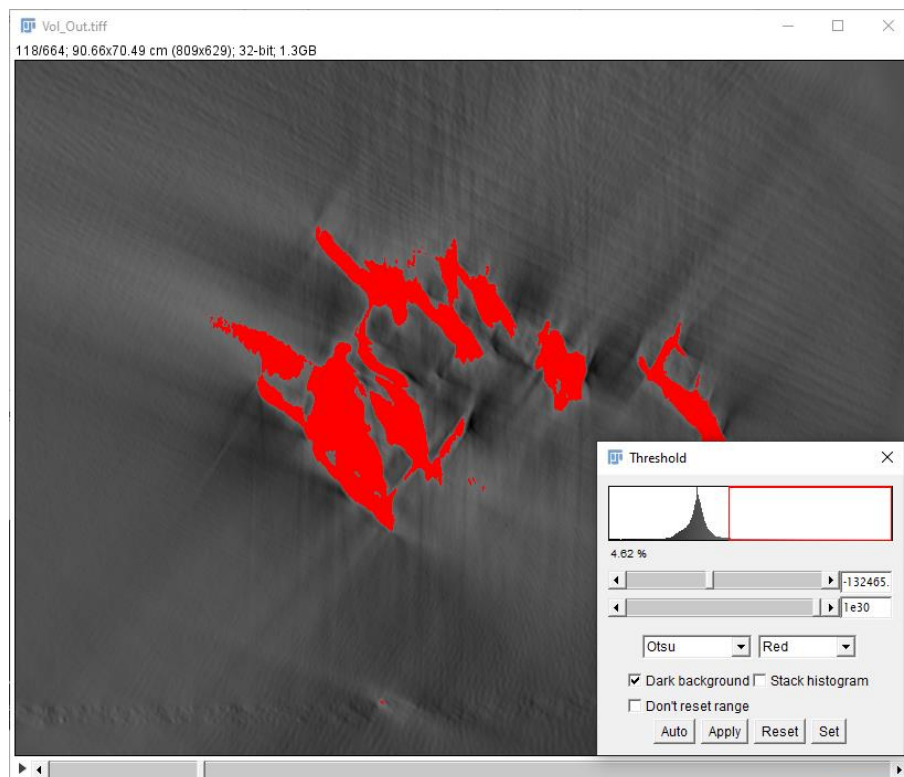 Vol_Out.tiff
118/664; 90.66x70.49 cm (809x629); 32-bit; 1.3GB
Threshold
4.62 %
-132465.
1e30
Otsu Red
Dark background Stack histogram
Don't reset range
Auto Apply Reset Set